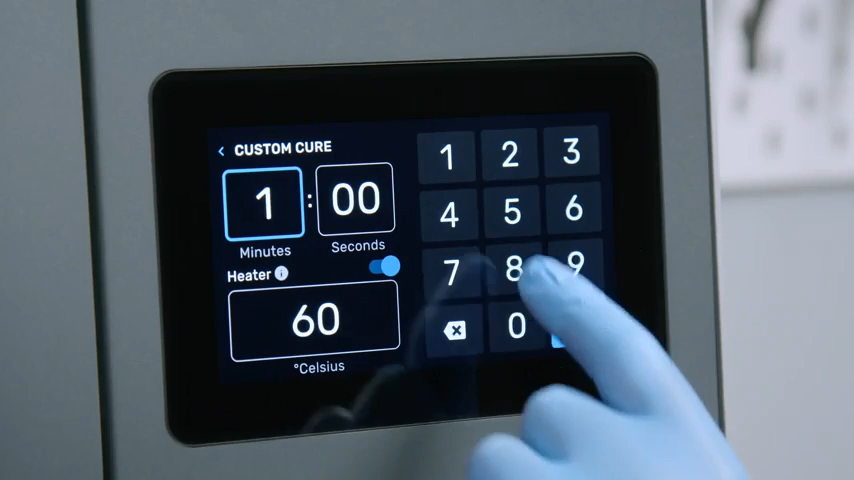 CUSTOM CURE
1 : 00
Minutes Seconds
Heater
60
°Celsius
1 2 3
4 5 6
7 8 9
0